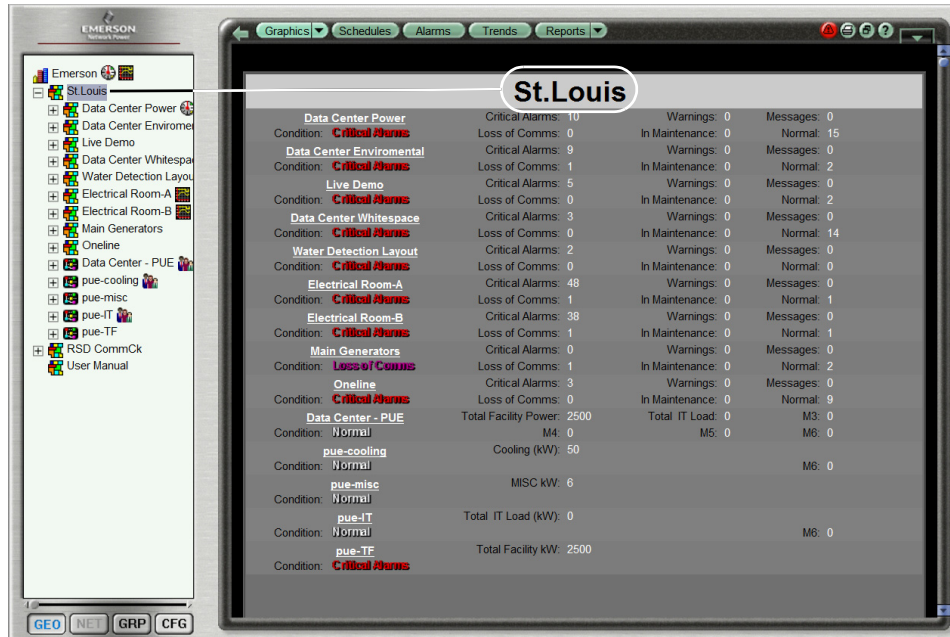 EMERSON
Network Power
Graphics Schedules Alarms Trends Reports
Emerson
St.Louis
Data Center Power
Data Center Enviromer
Live Demo
Data Center Whitespa
Water Detection Layou
Electrical Room-A
Electrical Room-B
Main Generators
Oneline
Data Center - PUE
pue-cooling
pue-misc
pue-IT
pue-TF
RSD CommCk
User Manual
GEO NET GRP CFG
St.Louis
Data Center Power Critical Alarms: 10 Warnings: 0 Messages: 0
Condition: Critical Alarms Loss of Comms: 0 In Maintenance: 0 Normal: 15
Data Center Enviromental Critical Alarms: 9 Warnings: 0 Messages: 0
Condition: Critical Alarms Loss of Comms: 1 In Maintenance: 0 Normal: 2
Live Demo Critical Alarms: 5 Warnings: 0 Messages: 0
Condition: Critical Alarms Loss of Comms: 0 In Maintenance: 0 Normal: 2
Data Center Whitespace Critical Alarms: 3 Warnings: 0 Messages: 0
Condition: Critical Alarms Loss of Comms: 0 In Maintenance: 0 Normal: 14
Water Detection Layout Critical Alarms: 2 Warnings: 0 Messages: 0
Condition: Critical Alarms Loss of Comms: 0 In Maintenance: 0 Normal: 0
Electrical Room-A Critical Alarms: 48 Warnings: 0 Messages: 0
Condition: Critical Alarms Loss of Comms: 1 In Maintenance: 0 Normal: 1
Electrical Room-B Critical Alarms: 38 Warnings: 0 Messages: 0
Condition: Critical Alarms Loss of Comms: 1 In Maintenance: 0 Normal: 1
Main Generators Critical Alarms: 0 Warnings: 0 Messages: 0
Condition: Loss of Comms Loss of Comms: 1 In Maintenance: 0 Normal: 2
Oneline Critical Alarms: 3 Warnings: 0 Messages: 0
Condition: Critical Alarms Loss of Comms: 0 In Maintenance: 0 Normal: 9
Data Center - PUE Total Facility Power: 2500 Total IT Load: 0 M3: 0
Condition: Normal M4: 0 M5: 0 M6: 0
pue-cooling Cooling (kW): 50
Condition: Normal M6: 0
pue-misc MISC kW: 6
Condition: Normal
pue-IT Total IT Load (kW): 0
Condition: Normal M6: 0
pue-TF Total Facility kW: 2500
Condition: Critical Alarms